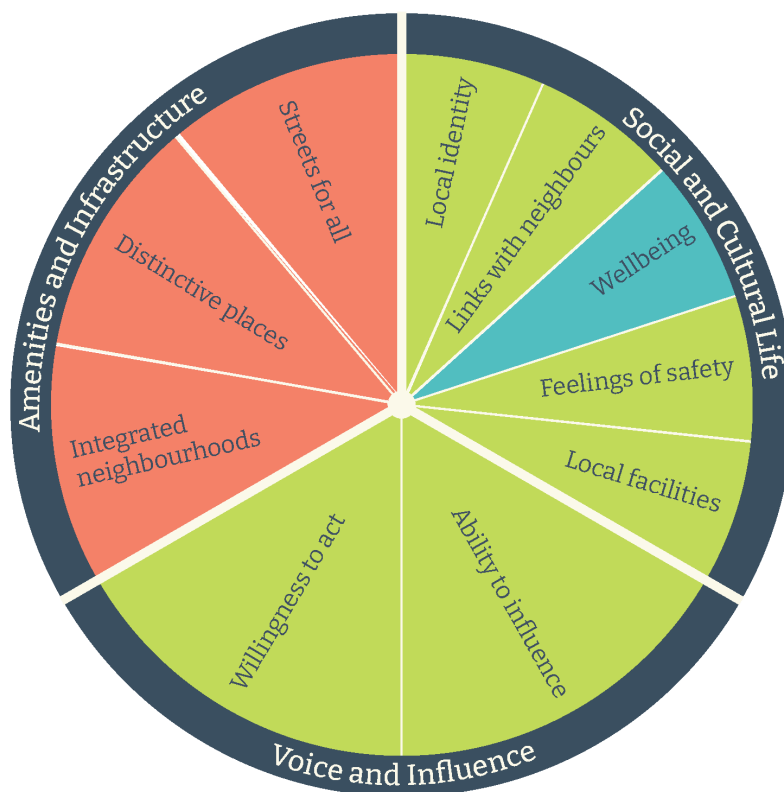 Amenities and Infrastructure
Streets for all
Distinctive places
Integrated
neighbourhoods
Social and Cultural Life
Local identity
Links with neighbours
Wellbeing
Feelings of safety
Local facilities
Voice and Influence
Willingness to act
Ability to influence